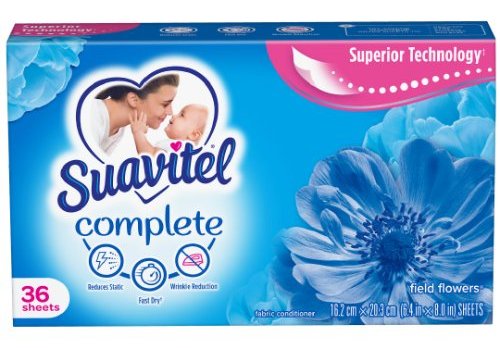 Superior
Technology†
Superior Technology†
Suavitel®
complete
Reduces Static
Fast Dry†
Wrinkle Reduction
36
sheets
field flowers™
fabric conditioner
16.2 cm x 20.3 cm (6.4 in x 8.0 in) SHEETS